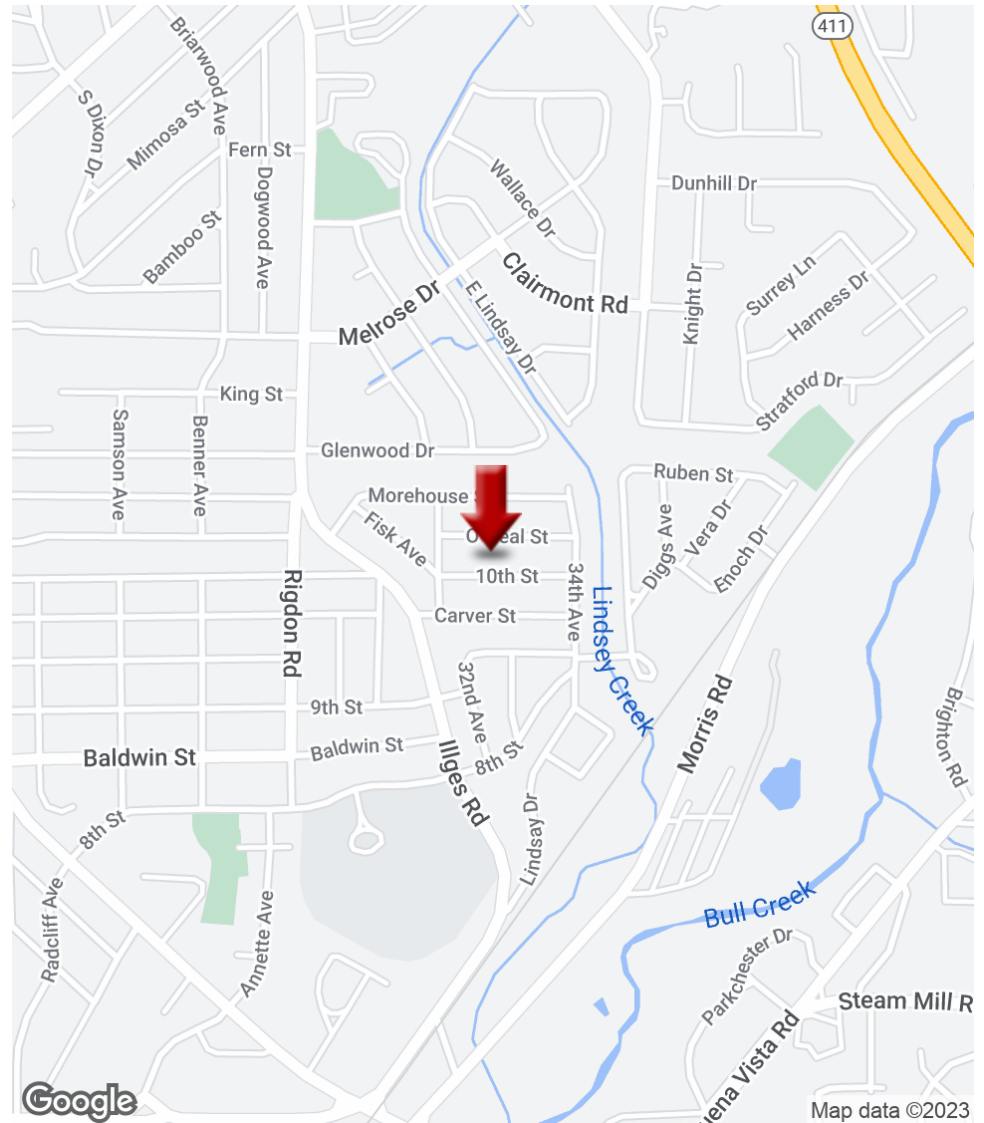 411
Briarwood Ave
S Dixon Dr
Mimosa St
Fern St
Dogwood Ave
Bamboo St
Wallace Dr
Dunhill Dr
Clairmont Rd
Knight Dr
Surrey Ln
Harness Dr
Melrose Dr
E Lindsay Dr
King St
Samson Ave
Benner Ave
Stratford Dr
Glenwood Dr
Ruben St
Morehouse
Fisk Ave
St
Diggs Ave
Vera Dr
Enoch Dr
10th St
34th Ave
Rigdon Rd
Carver St
Lindsey Creek
32nd Ave
9th St
Morris Rd
Brighton Rd
Baldwin St
Baldwin St
8th St
Illges Rd
8th St
Lindsay Dr
Radcliff Ave
Annette Ave
Bull Creek
Parkchester Dr
Steam Mill R
uena Vista Rd
Google
Map data ©2023